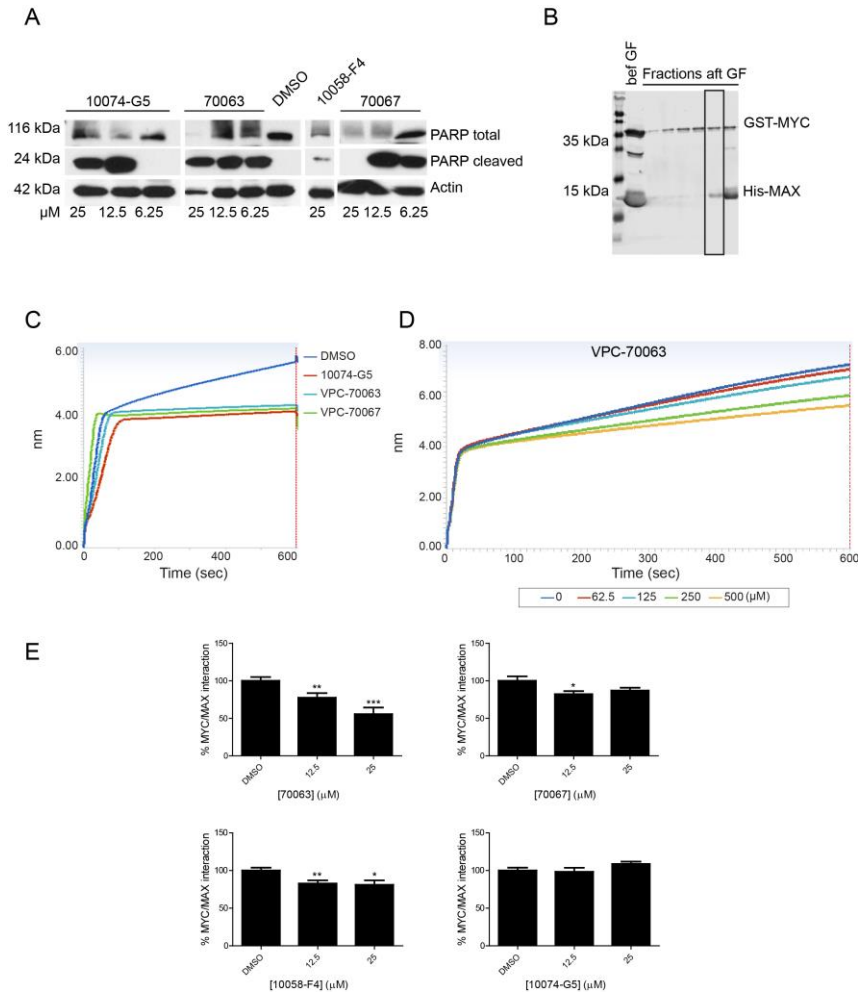 A
10074-G5 70063 DMSO 10058-F4 70067
116 kDa PARP total
24 kDa PARP cleaved
42 kDa Actin
µM 25 12.5 6.25 25 12.5 6.25 25 25 12.5 6.25
B
bef GF Fractions aft GF
GST-MYC
35 kDa
15 kDa His-MAX
C
6.00
4.00
2.00
0.00
nm
0 200 400 600
Time (sec)
DMSO
10074-G5
VPC-70063
VPC-70067
D
VPC-70063
8.00
6.00
4.00
2.00
0.00
nm
0 100 200 300 400 500 600
Time (sec)
0 62.5 125 250 500 (µM)
E
% MYC/MAX interaction
150
100
50
0
** ***
DMSO 12.5 25
[70063] (µM)
% MYC/MAX interaction
150
100
50
0
*
DMSO 12.5 25
[70067] (µM)
% MYC/MAX interaction
150
100
50
0
** *
DMSO 12.5 25
[10058-F4] (µM)
% MYC/MAX interaction
150
100
50
0
DMSO 12.5 25
[10074-G5] (µM)